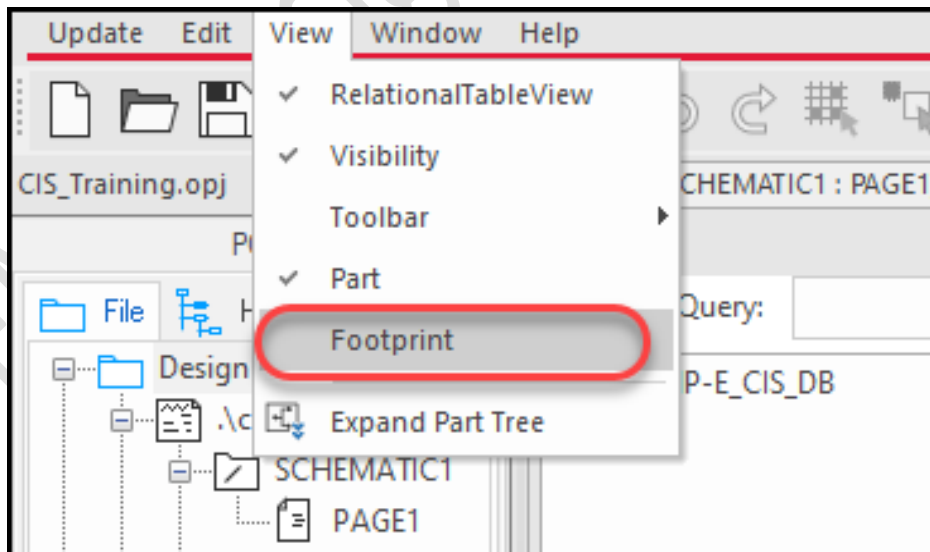 Update Edit View Window Help
RelationalTableView
CIS_Training.opj
Visibility
CHEMATIC1 : PAGE1
Toolbar
Part
File
Query:
Footprint
Design
P-E_CIS_DB
Expand Part Tree
SCHEMATIC1
PAGE1